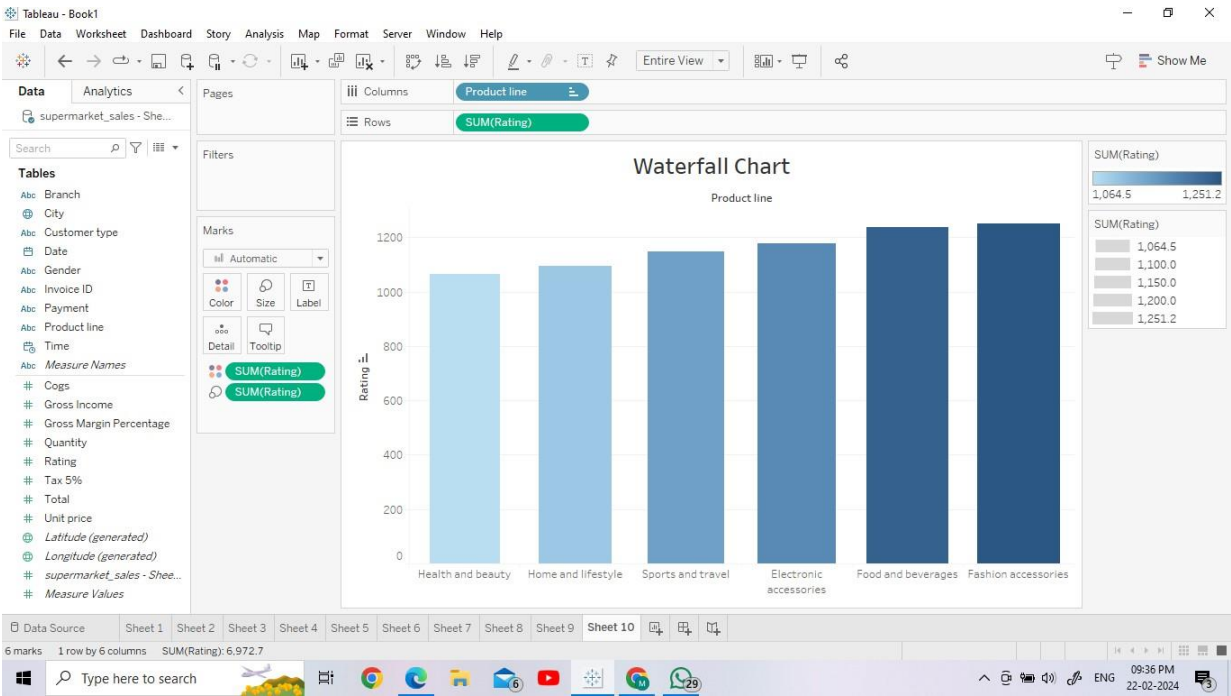 Tableau - Book1
File Data Worksheet Dashboard Story Analysis Map Format Server Window Help
Entire View
Show Me
Data Analytics
supermarket_sales - She...
Search
Tables
Abc Branch
City
Abc Customer type
Date
Abc Gender
Abc Invoice ID
Abc Payment
Abc Product line
Time
Abc Measure Names
# Cogs
# Gross Income
# Gross Margin Percentage
# Quantity
# Rating
# Tax 5%
# Total
# Unit price
Latitude (generated)
Longitude (generated)
# supermarket_sales - Shee...
# Measure Values
Pages
Filters
Marks
Automatic
Color Size Label
Detail Tooltip
SUM(Rating)
SUM(Rating)
Columns Product line
Rows SUM(Rating)
Waterfall Chart
Product line
Rating
1200
1000
800
600
400
200
0
Health and beauty Home and lifestyle Sports and travel Electronic accessories Food and beverages Fashion accessories
SUM(Rating)
1,064.5 1,251.2
SUM(Rating)
1,064.5
1,100.0
1,150.0
1,200.0
1,251.2
Data Source Sheet 1 Sheet 2 Sheet 3 Sheet 4 Sheet 5 Sheet 6 Sheet 7 Sheet 8 Sheet 9 Sheet 10
6 marks 1 row by 6 columns SUM(Rating): 6,972.7
Type here to search
6
29
ENG
09:36 PM
22-02-2024
3